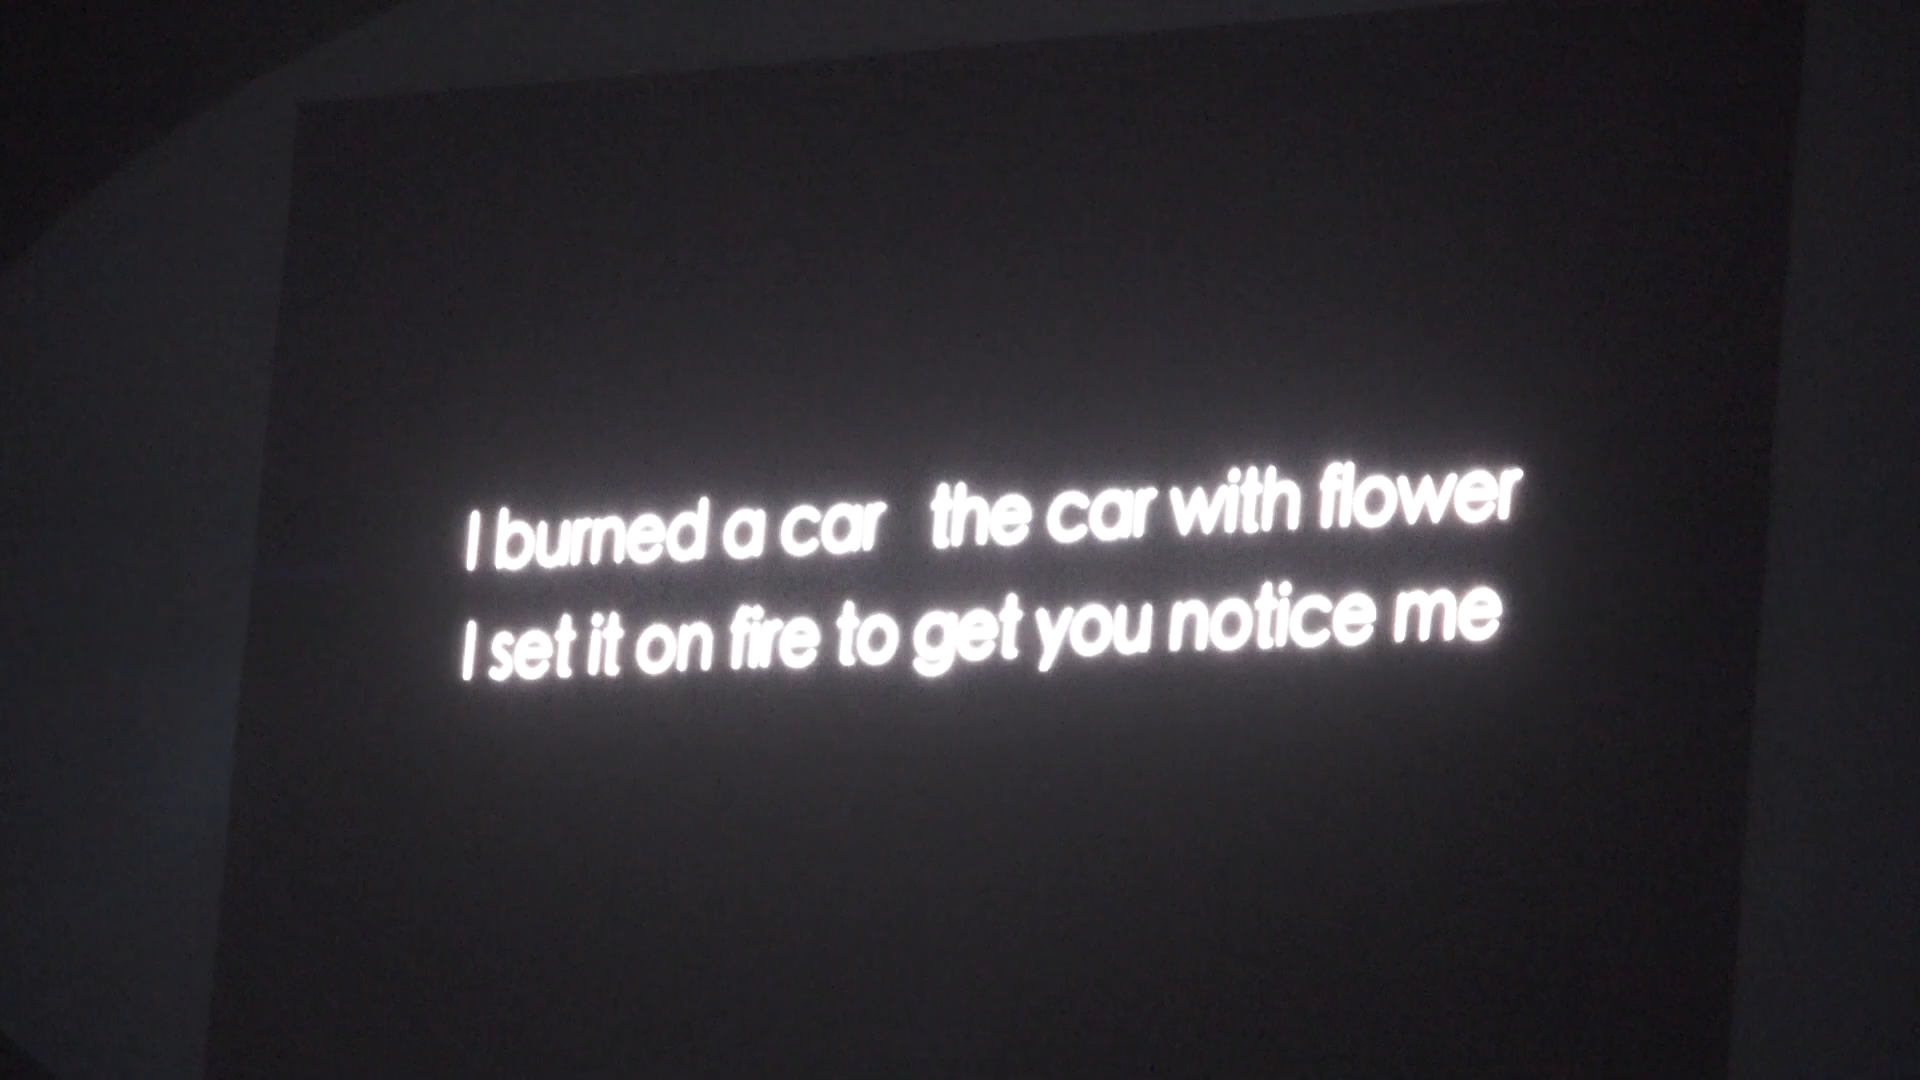 I burned a car the car with flower
I set it on fire to get you notice me